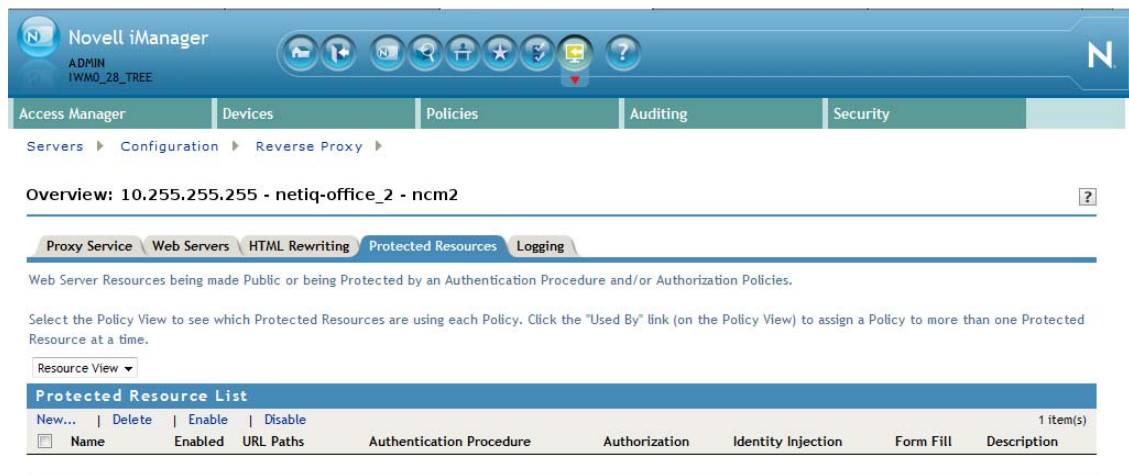 Novell iManager
ADMIN
IWM0_28_TREE
N
Access Manager Devices Policies Auditing Security
Servers Configuration Reverse Proxy
Overview: 10.255.255.255 - netiq-office_2 - ncm2 ?
Proxy Service Web Servers HTML Rewriting Protected Resources Logging
Web Server Resources being made Public or being Protected by an Authentication Procedure and/or Authorization Policies.
Select the Policy View to see which Protected Resources are using each Policy. Click the "Used By" link (on the Policy View) to assign a Policy to more than one Protected
Resource at a time.
Resource View
Protected Resource List
New... | Delete | Enable | Disable 1 item(s)
Name Enabled URL Paths Authentication Procedure Authorization Identity Injection Form Fill Description